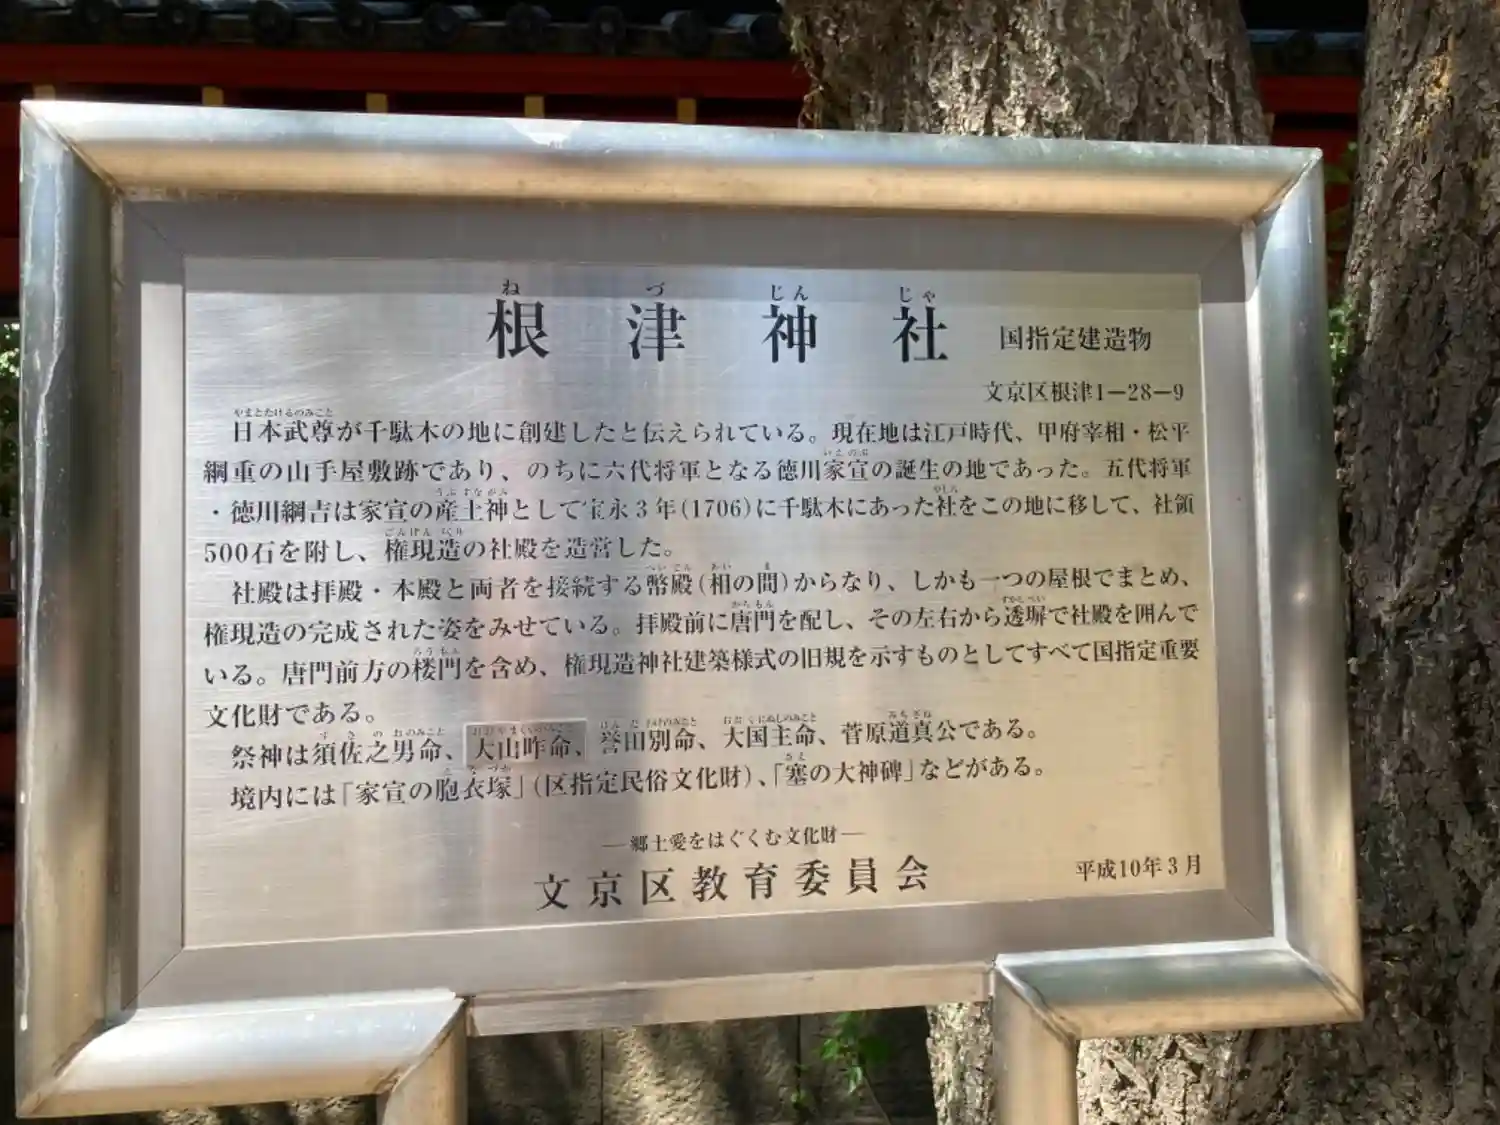 根津神社 国指定建造物
文京区根津1−28−9
日本武尊が千駄木の地に創建したと伝えられている。現在地は江戸時代、甲府宰相・松平
綱重の山手屋敷跡であり、のちに六代将軍となる徳川家宣の誕生の地であった。五代将軍
・徳川綱吉は家宣の産土神として宝永3年(1706)に千駄木にあった社をこの地に移して、社領
500石を附し、権現造の社殿を造営した。
社殿は拝殿・本殿と両者を接続する幣殿(相の間)からなり、しかも一つの屋根でまとめ、
権現造の完成された姿をみせている。拝殿前に唐門を配し、その左右から透塀で社殿を囲んで
いる。唐門前方の楼門を含め、権現造神社建築様式の旧規を示すものとしてすべて国指定重要
文化財である。
祭神は須佐之男命、大山咋命、誉田別命、大国主命、菅原道真公である。
境内には「家宣の胞衣塚」(区指定民俗文化財)、「塞の大神碑」などがある。
―郷土愛をはぐくむ文化財―
文京区教育委員会 平成10年3月